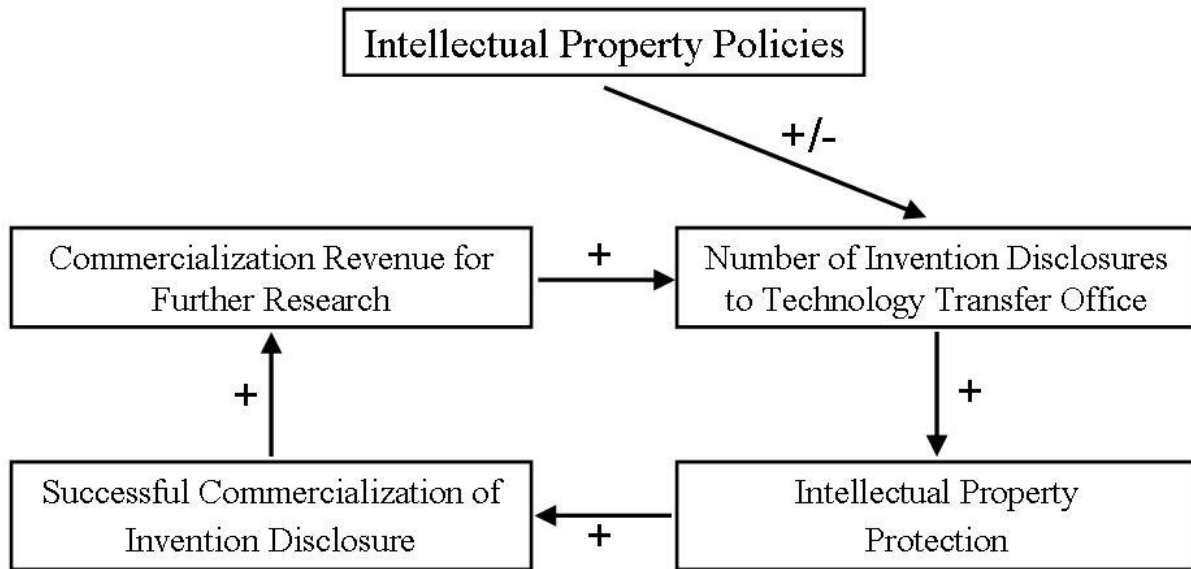 Intellectual Property Policies
+/-
Commercialization Revenue for
Further Research
+
Number of Invention Disclosures
to Technology Transfer Office
+
+
Successful Commercialization of
Invention Disclosure
+
Intellectual Property
Protection